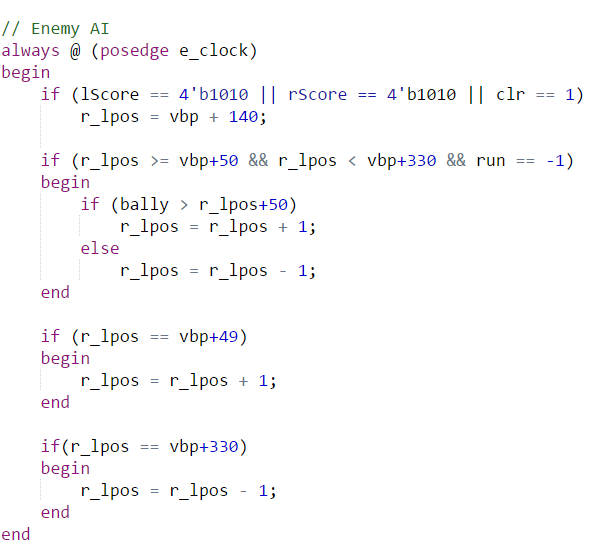 // Enemy AI
always @ (posedge e_clock)
begin
    if (lScore == 4'b1010 || rScore == 4'b1010 || clr == 1)
        r_lpos = vbp + 140;

    if (r_lpos >= vbp+50 && r_lpos < vbp+330 && run == -1)
    begin
        if (bally > r_lpos+50)
            r_lpos = r_lpos + 1;
        else
            r_lpos = r_lpos - 1;
    end

    if (r_lpos == vbp+49)
    begin
        r_lpos = r_lpos + 1;
    end

    if(r_lpos == vbp+330)
    begin
        r_lpos = r_lpos - 1;
    end
end